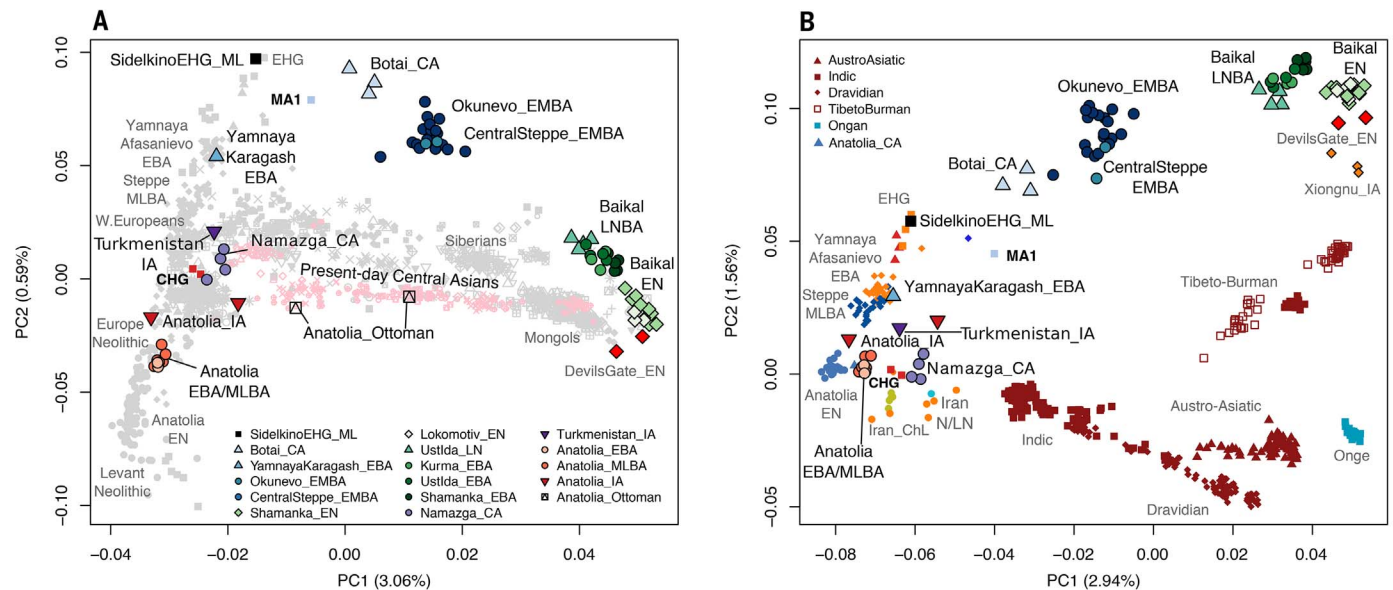 A
SidelkinoEHG_ML
EHG
Botai_CA
MA1
Okunevo_EMBA
CentralSteppe_EMBA
Yamnaya
Afasanievo
EBA
Steppe
MLBA
W.Europeans
Yamnaya
Karagash
EBA
Turkmenistan
IA
Namazga_CA
CHG
Siberians
Present-day Central Asians
Baikal
LNBA
Baikal
EN
Europe
Neolithic
Anatolia_IA
Anatolia_Ottoman
Mongols
DevilsGate_EN
Anatolia
EBA/MLBA
Anatolia
EN
Levant
Neolithic
SidelkinoEHG_ML
Botai_CA
YamnayaKaragash_EBA
Okunevo_EMBA
CentralSteppe_EMBA
Shamanka_EN
Lokomotiv_EN
UstIda_LN
Kurma_EBA
UstIda_EBA
Shamanka_EBA
Namazga_CA
Turkmenistan_IA
Anatolia_EBA
Anatolia_MLBA
Anatolia_IA
Anatolia_Ottoman
0.10
0.05
0.00
−0.05
−0.10
PC2 (0.59%)
−0.04
−0.02
0.00
0.02
0.04
PC1 (3.06%)
B
AustroAsiatic
Indic
Dravidian
TibetoBurman
Ongan
Anatolia_CA
Baikal
LNBA
Baikal
EN
Okunevo_EMBA
DevilsGate_EN
Botai_CA
CentralSteppe
EMBA
Xiongnu_IA
EHG
SidelkinoEHG_ML
MA1
Yamnaya
Afasanievo
EBA
Steppe
MLBA
YamnayaKaragash_EBA
Tibeto-Burman
Turkmenistan_IA
Anatolia_IA
Namazga_CA
CHG
Anatolia
EN
Iran
N/LN
Iran_ChL
Anatolia
EBA/MLBA
Indic
Austro-Asiatic
Onge
Dravidian
0.10
0.05
0.00
−0.05
PC2 (1.56%)
−0.08
−0.06
−0.04
−0.02
0.00
0.02
0.04
PC1 (2.94%)